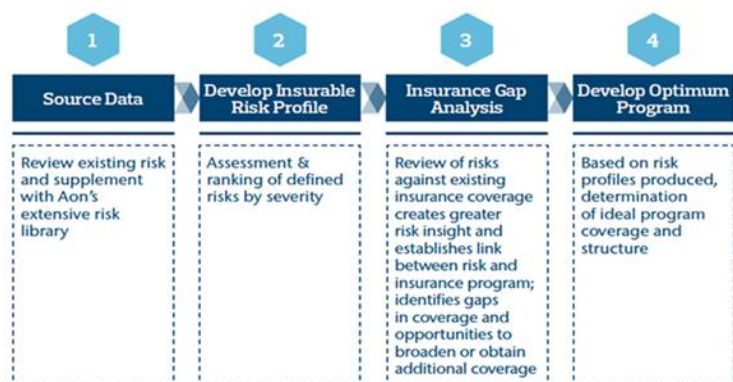 1
2
3
4
Source Data
Develop Insurable
Risk Profile
Insurance Gap
Analysis
Develop Optimum
Program
Review existing risk
and supplement
with Aon's
extensive risk
library
Assessment &
ranking of defined
risks by severity
Review of risks
against existing
insurance coverage
creates greater
risk insight and
establishes link
between risk and
insurance program;
identifies gaps
in coverage and
opportunities to
broaden or obtain
additional coverage
Based on risk
profiles produced,
determination
of ideal program
coverage and
structure